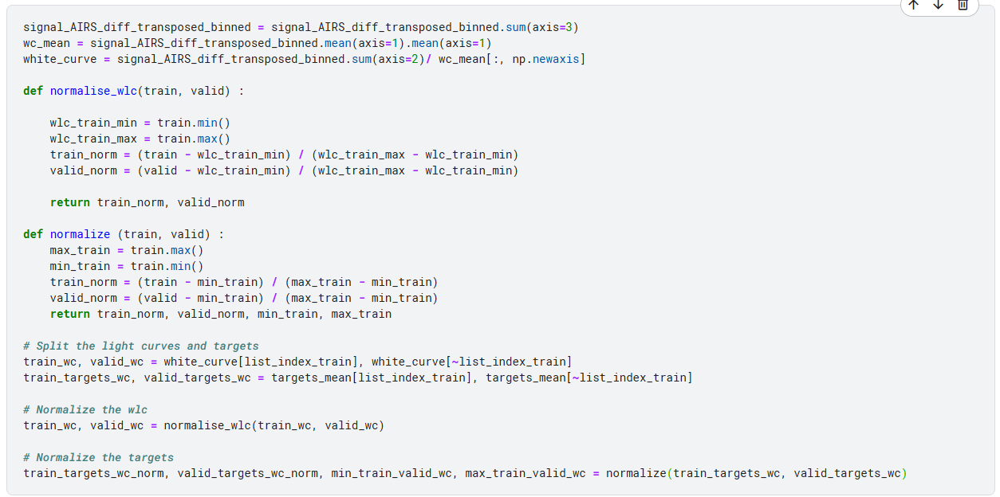 signal_AIRS_diff_transposed_binned = signal_AIRS_diff_transposed_binned.sum(axis=3)
wc_mean = signal_AIRS_diff_transposed_binned.mean(axis=1).mean(axis=1)
white_curve = signal_AIRS_diff_transposed_binned.sum(axis=2)/ wc_mean[:, np.newaxis]

def normalise_wlc(train, valid) :

    wlc_train_min = train.min()
    wlc_train_max = train.max()
    train_norm = (train - wlc_train_min) / (wlc_train_max - wlc_train_min)
    valid_norm = (valid - wlc_train_min) / (wlc_train_max - wlc_train_min)

    return train_norm, valid_norm

def normalize (train, valid) :
    max_train = train.max()
    min_train = train.min()
    train_norm = (train - min_train) / (max_train - min_train)
    valid_norm = (valid - min_train) / (max_train - min_train)
    return train_norm, valid_norm, min_train, max_train

# Split the light curves and targets
train_wc, valid_wc = white_curve[list_index_train], white_curve[~list_index_train]
train_targets_wc, valid_targets_wc = targets_mean[list_index_train], targets_mean[~list_index_train]

# Normalize the wlc
train_wc, valid_wc = normalise_wlc(train_wc, valid_wc)

# Normalize the targets
train_targets_wc_norm, valid_targets_wc_norm, min_train_valid_wc, max_train_valid_wc = normalize(train_targets_wc, valid_targets_wc)